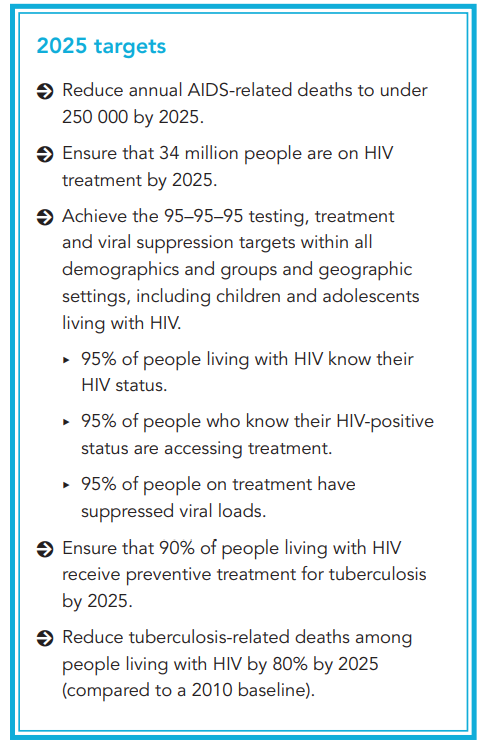 2025 targets
Reduce annual AIDS-related deaths to under
250 000 by 2025.
Ensure that 34 million people are on HIV
treatment by 2025.
Achieve the 95–95–95 testing, treatment
and viral suppression targets within all
demographics and groups and geographic
settings, including children and adolescents
living with HIV.
95% of people living with HIV know their
HIV status.
95% of people who know their HIV-positive
status are accessing treatment.
95% of people on treatment have
suppressed viral loads.
Ensure that 90% of people living with HIV
receive preventive treatment for tuberculosis
by 2025.
Reduce tuberculosis-related deaths among
people living with HIV by 80% by 2025
(compared to a 2010 baseline).